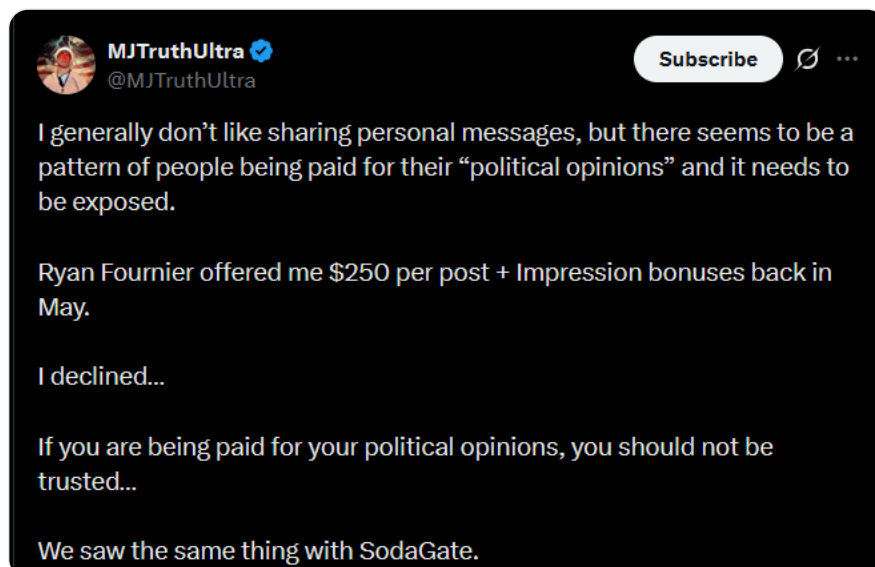 MJTruthUltra
@MJTruthUltra
Subscribe
I generally don’t like sharing personal messages, but there seems to be a
pattern of people being paid for their “political opinions” and it needs to
be exposed.
Ryan Fournier offered me $250 per post + Impression bonuses back in
May.
I declined...
If you are being paid for your political opinions, you should not be
trusted...
We saw the same thing with SodaGate.